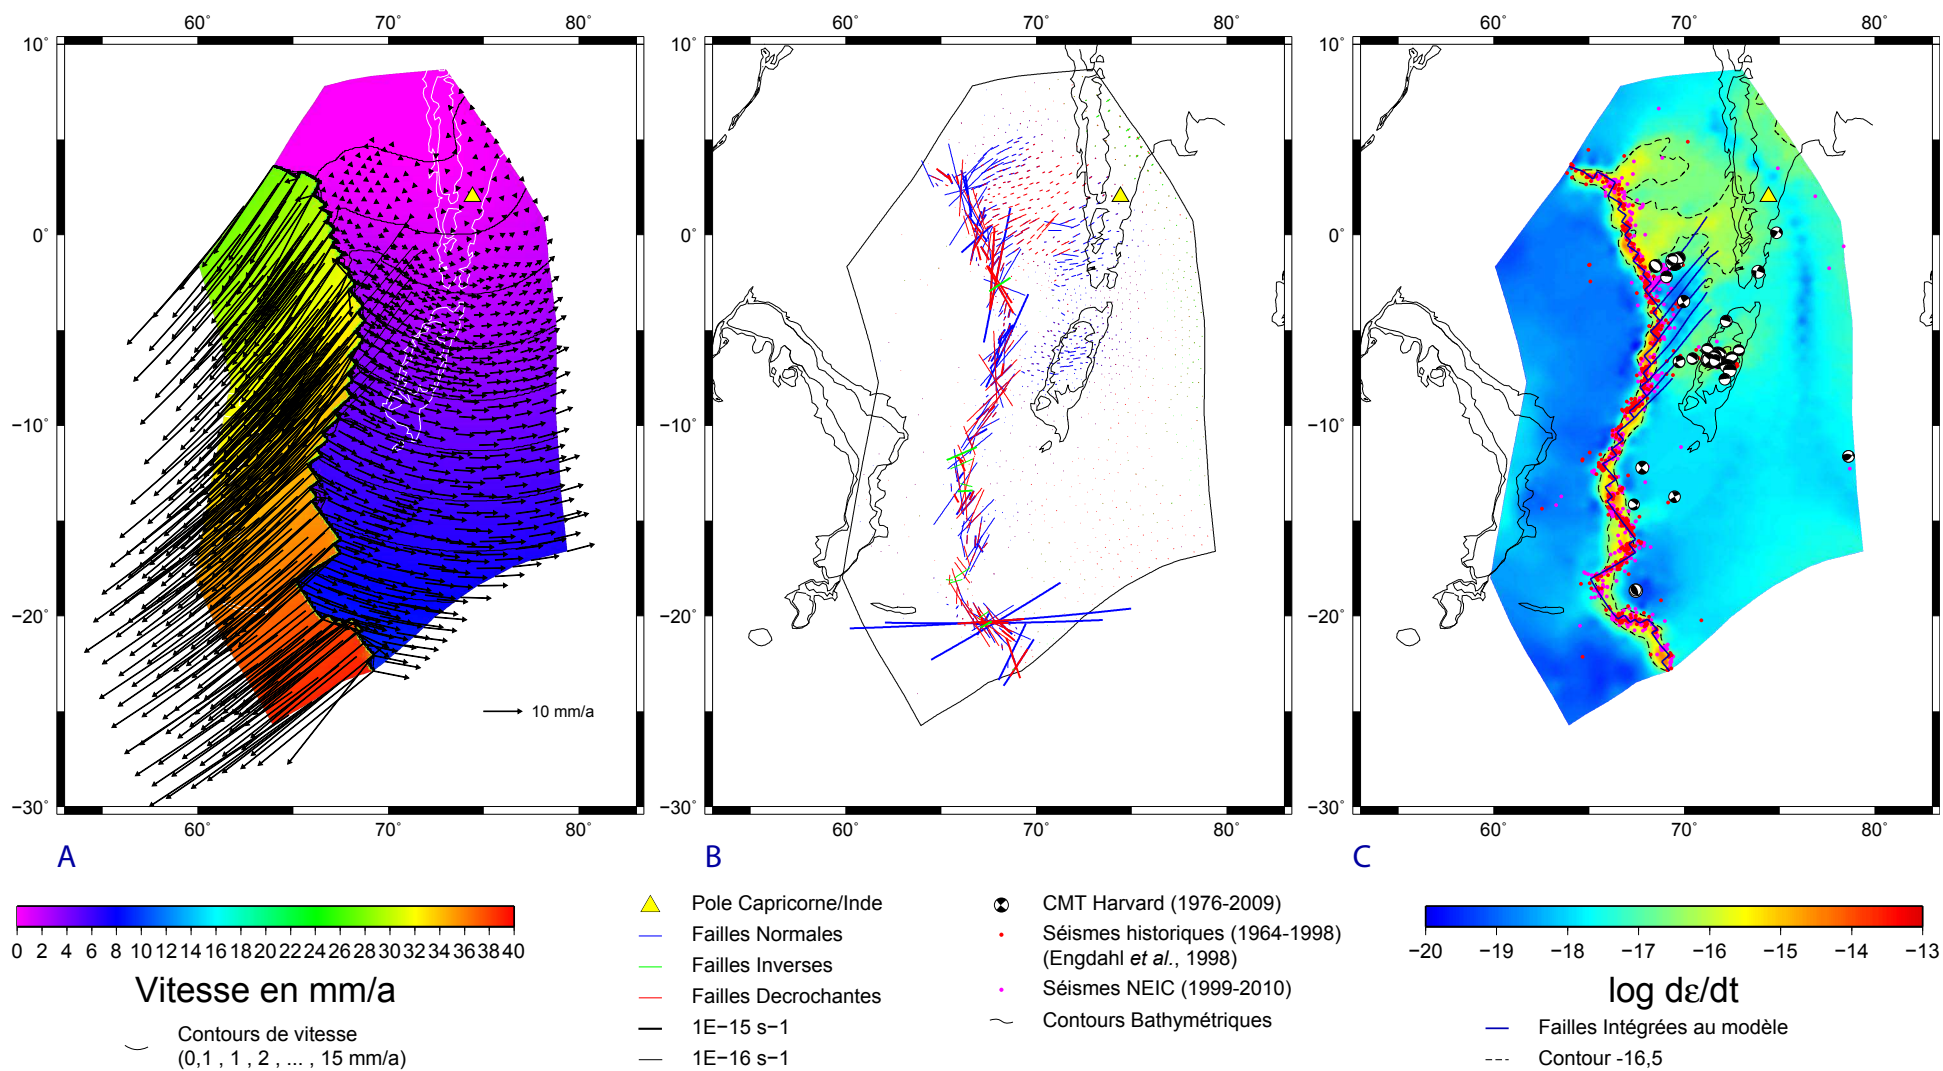 60° 70° 80° 60° 70° 80° 60° 70° 80°
10° 10° 10°
0° 0° 0°
−10° −10° −10°
−20° −20° −20°
−30° −30° −30°
10 mm/a
60° 70° 80° 60° 70° 80° 60° 70° 80°
A B C
0 2 4 6 8 10 12 14 16 18 20 22 24 26 28 30 32 34 36 38 40
Vitesse en mm/a
Contours de vitesse
(0,1 , 1 , 2 , ... , 15 mm/a)
Pole Capricorne/Inde
Failles Normales
Failles Inverses
Failles Decrochantes
1E−15 s−1
1E−16 s−1
CMT Harvard (1976-2009)
Séismes historiques (1964-1998)
(Engdahl et al., 1998)
Séismes NEIC (1999-2010)
Contours Bathymétriques
−20 −19 −18 −17 −16 −15 −14 −13
log dε/dt
Failles Intégrées au modèle
Contour -16,5